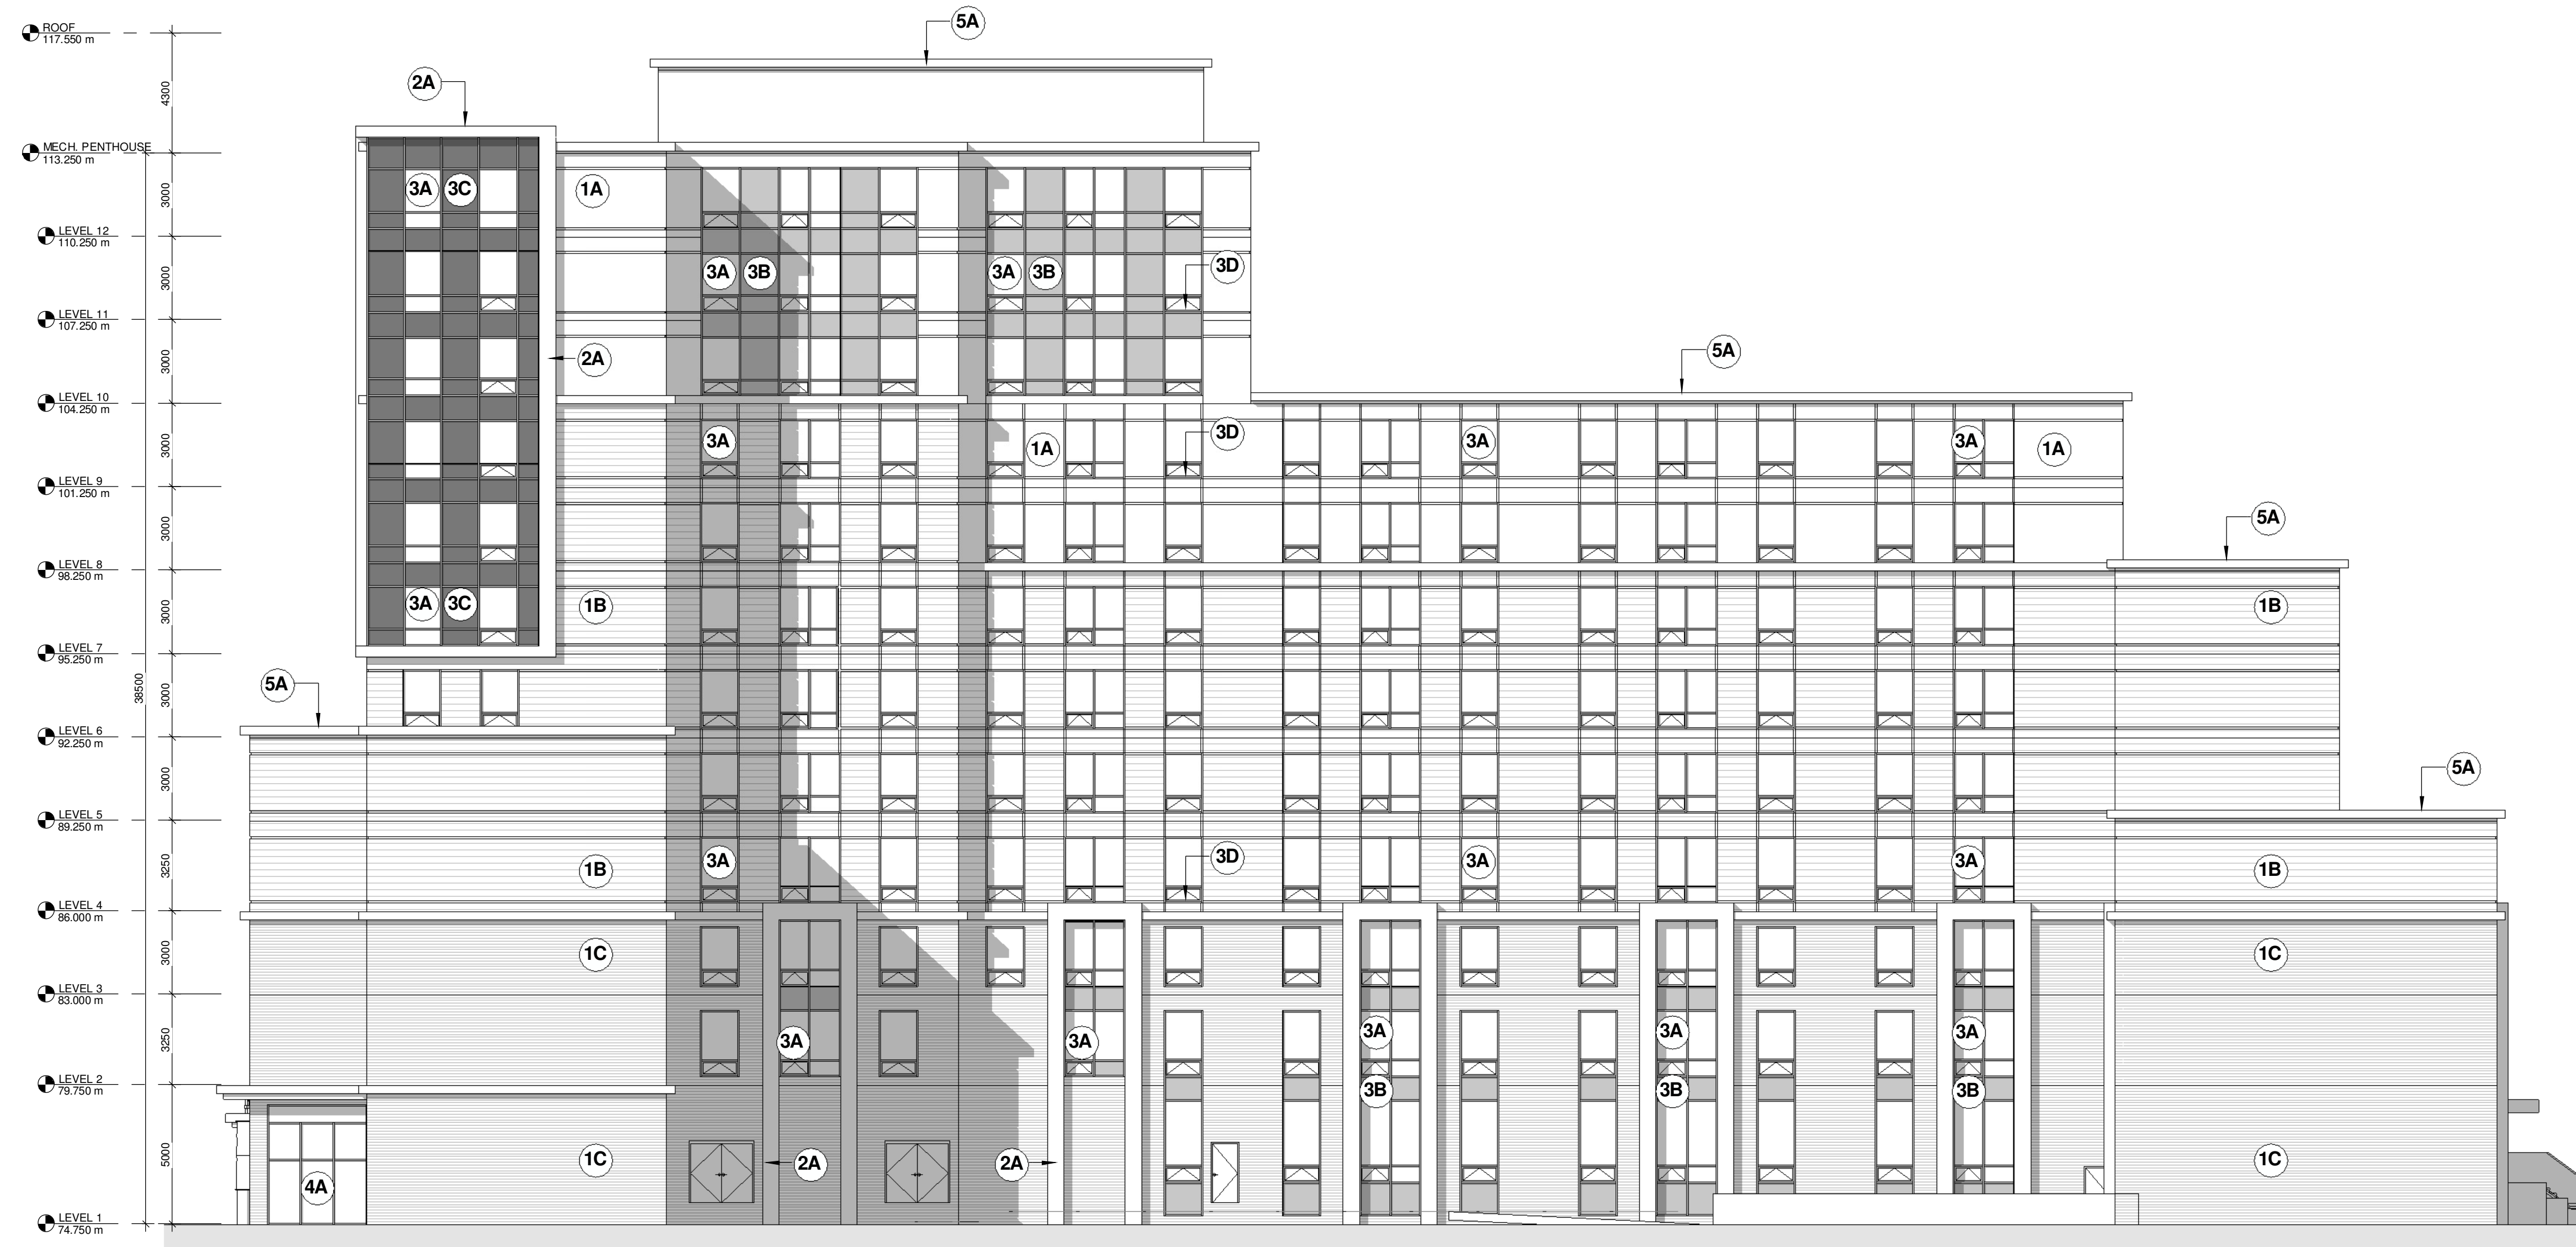 5A
ROOF
117.550 m
2A
4300
MECH. PENTHOUSE
113.250 m
3A 3C 1A
3000
LEVEL 12
110.250 m
3A 3B 3A 3B 3D
3000
LEVEL 11
107.250 m
2A 5A
3000
LEVEL 10
104.250 m
3A 1A 3D 3A 3A 1A
3000
LEVEL 9
101.250 m
5A
3000
LEVEL 8
98.250 m
3A 3C 1B 1B
3000
LEVEL 7
95.250 m
38500
5A
3000
LEVEL 6
92.250 m
5A
3000
LEVEL 5
89.250 m
1B 3A 3D 3A 3A 1B
3250
LEVEL 4
86.000 m
1C 1C
3000
LEVEL 3
83.000 m
3A 3A 3A 3A 3A
3250
LEVEL 2
79.750 m
3B 3B 3B
5000
1C 2A 2A 1C
4A
LEVEL 1
74.750 m